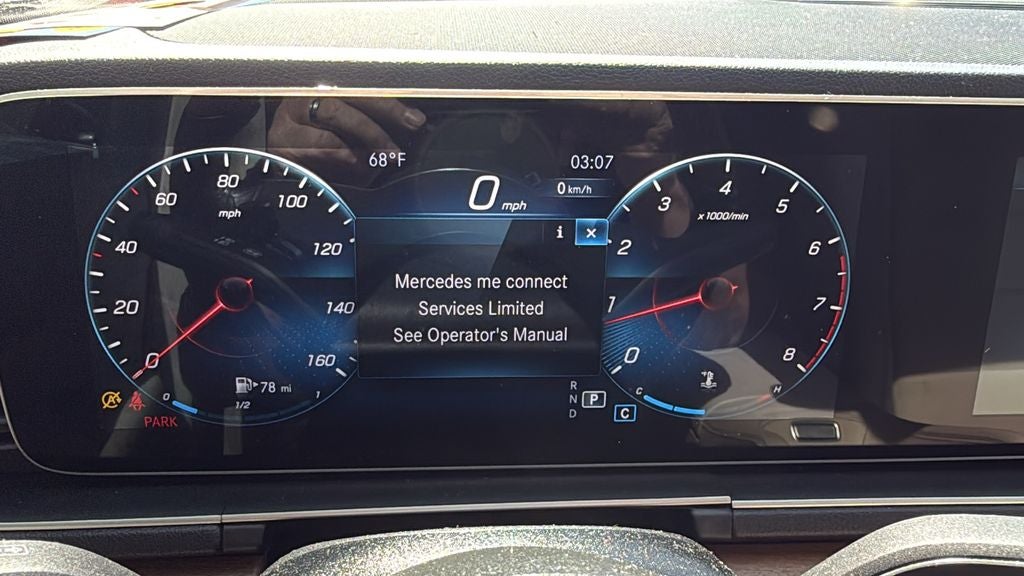 68°F
03:07
0 mph
0 km/h
i ×
Mercedes me connect
Services Limited
See Operator's Manual
0
20
40
60
80
mph
100
120
140
160
0
1
2
3
4
x 1000/min
5
6
7
8
78 mi
0 1/2 1
PARK
R
N P
D
C
C H